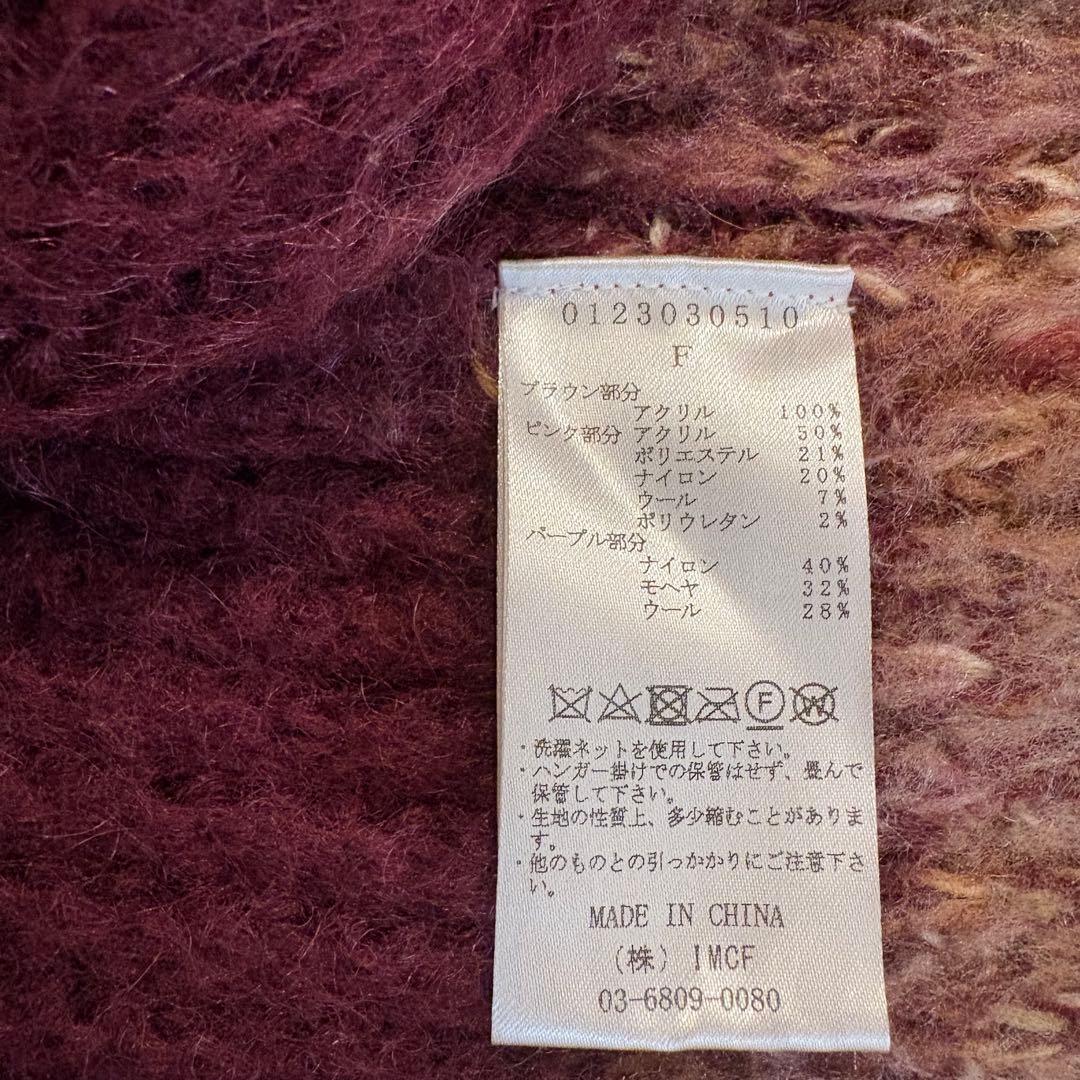 0123030510
F
ブラウン部分
アクリル 100%
ピンク部分 アクリル 50%
ポリエステル 21%
ナイロン 20%
ウール 7%
ポリウレタン 2%
パープル部分
ナイロン 40%
モヘヤ 32%
ウール 28%
F W
・洗濯ネットを使用して下さい。
・ハンガー掛けでの保管はせず、畳んで
保管して下さい。
・生地の性質上、多少縮むことがありま
す。
・他のものとの引っかかりにご注意下さ
い。
MADE IN CHINA
(株) IMCF
03-6809-0080